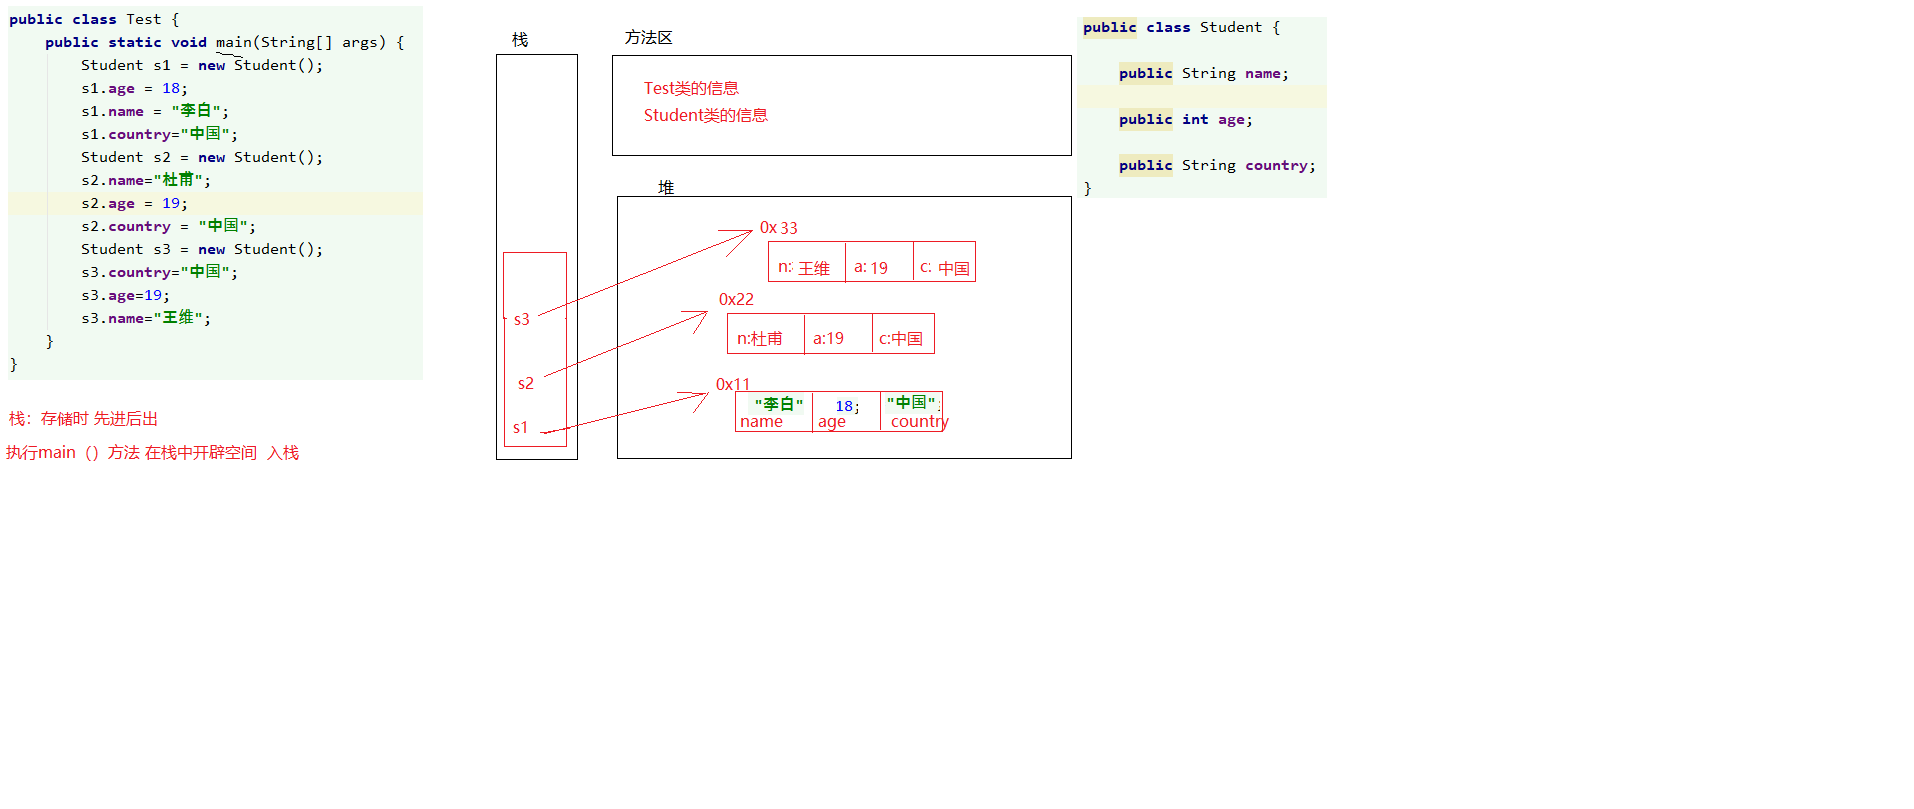 public class Test {
public static void main(String[] args) {
Student s1 = new Student();
s1.age = 18;
s1.name = "李白";
s1.country="中国";
Student s2 = new Student();
s2.name="杜甫";
s2.age = 19;
s2.country = "中国";
Student s3 = new Student();
s3.country="中国";
s3.age=19;
s3.name="王维";
}
}
栈：存储时 先进后出
执行main（）方法 在栈中开辟空间 入栈
栈
s3
s2
s1
方法区
Test类的信息
Student类的信息
堆
0x 33
n: 王维 a: 19 c: 中国
0x22
n:杜甫 a:19 c:中国
0x11
"李白" 18; "中国";
name age country
public class Student {
public String name;
public int age;
public String country;
}